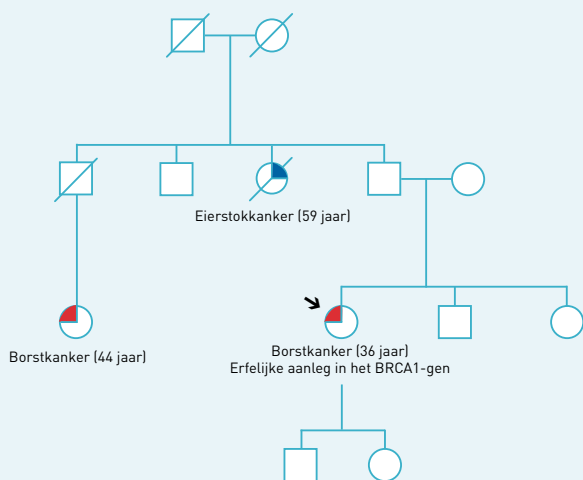 Eierstokkanker (59 jaar)
Borstkanker (44 jaar)
Borstkanker (36 jaar)
Erfelijke aanleg in het BRCA1-gen